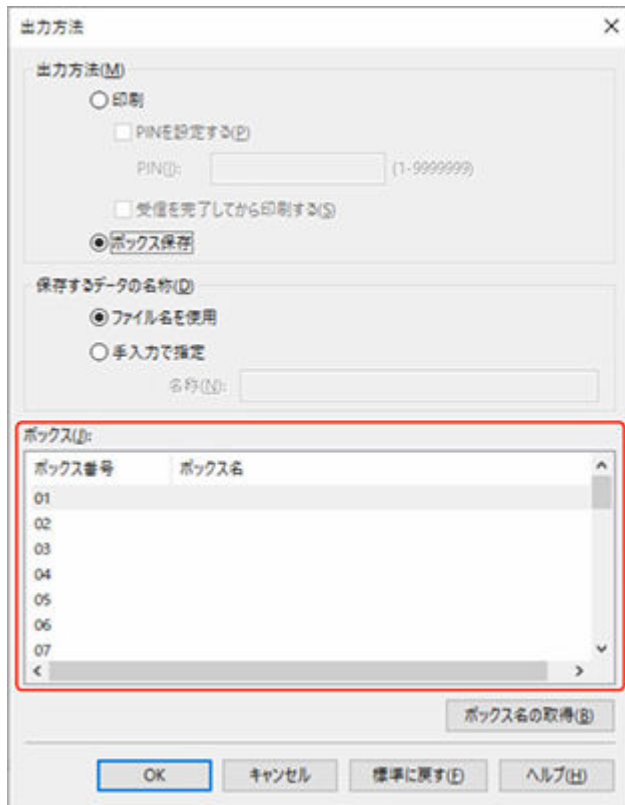 出力方法
出力方法(M)
印刷
PINを設定する(P)
PIN(I): (1-9999999)
受信を完了してから印刷する(S)
ボックス保存
保存するデータの名称(D)
ファイル名を使用
手入力で指定
名称(N):
ボックス(J):
ボックス番号 ボックス名
01
02
03
04
05
06
07
ボックス名の取得(B)
OK キャンセル 標準に戻す(F) ヘルプ(H)